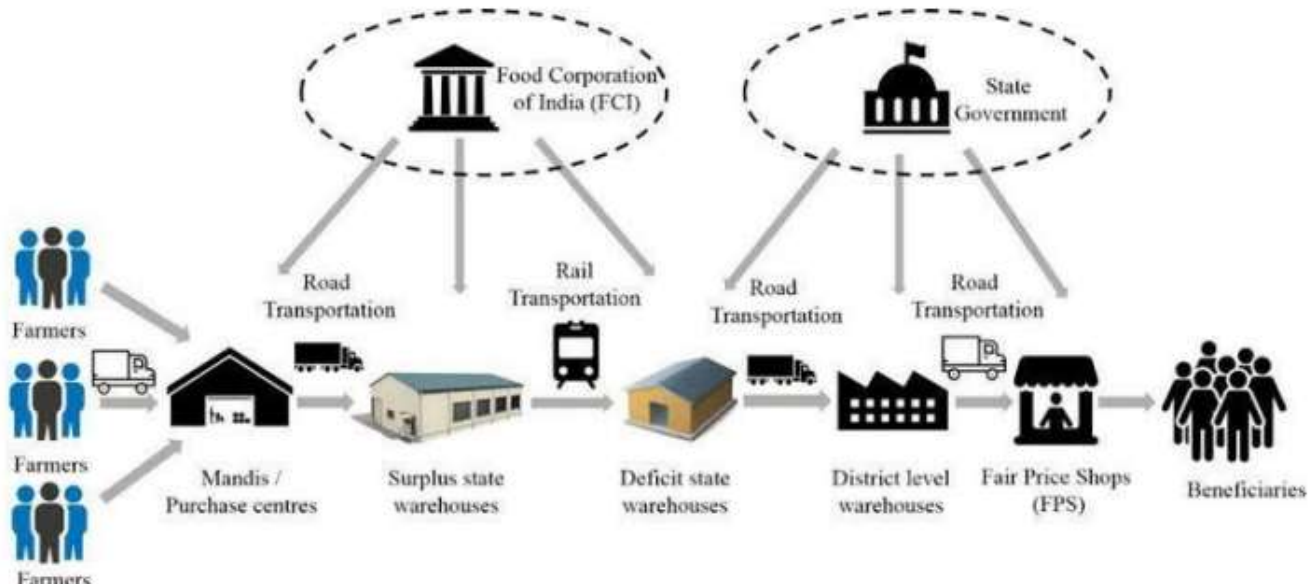 Food Corporation
of India (FCI)
State
Government
Road
Transportation
Rail
Transportation
Road
Transportation
Road
Transportation
Farmers
Farmers
Farmers
Mandis /
Purchase centres
Surplus state
warehouses
Deficit state
warehouses
District level
warehouses
Fair Price Shops
(FPS)
Beneficiaries